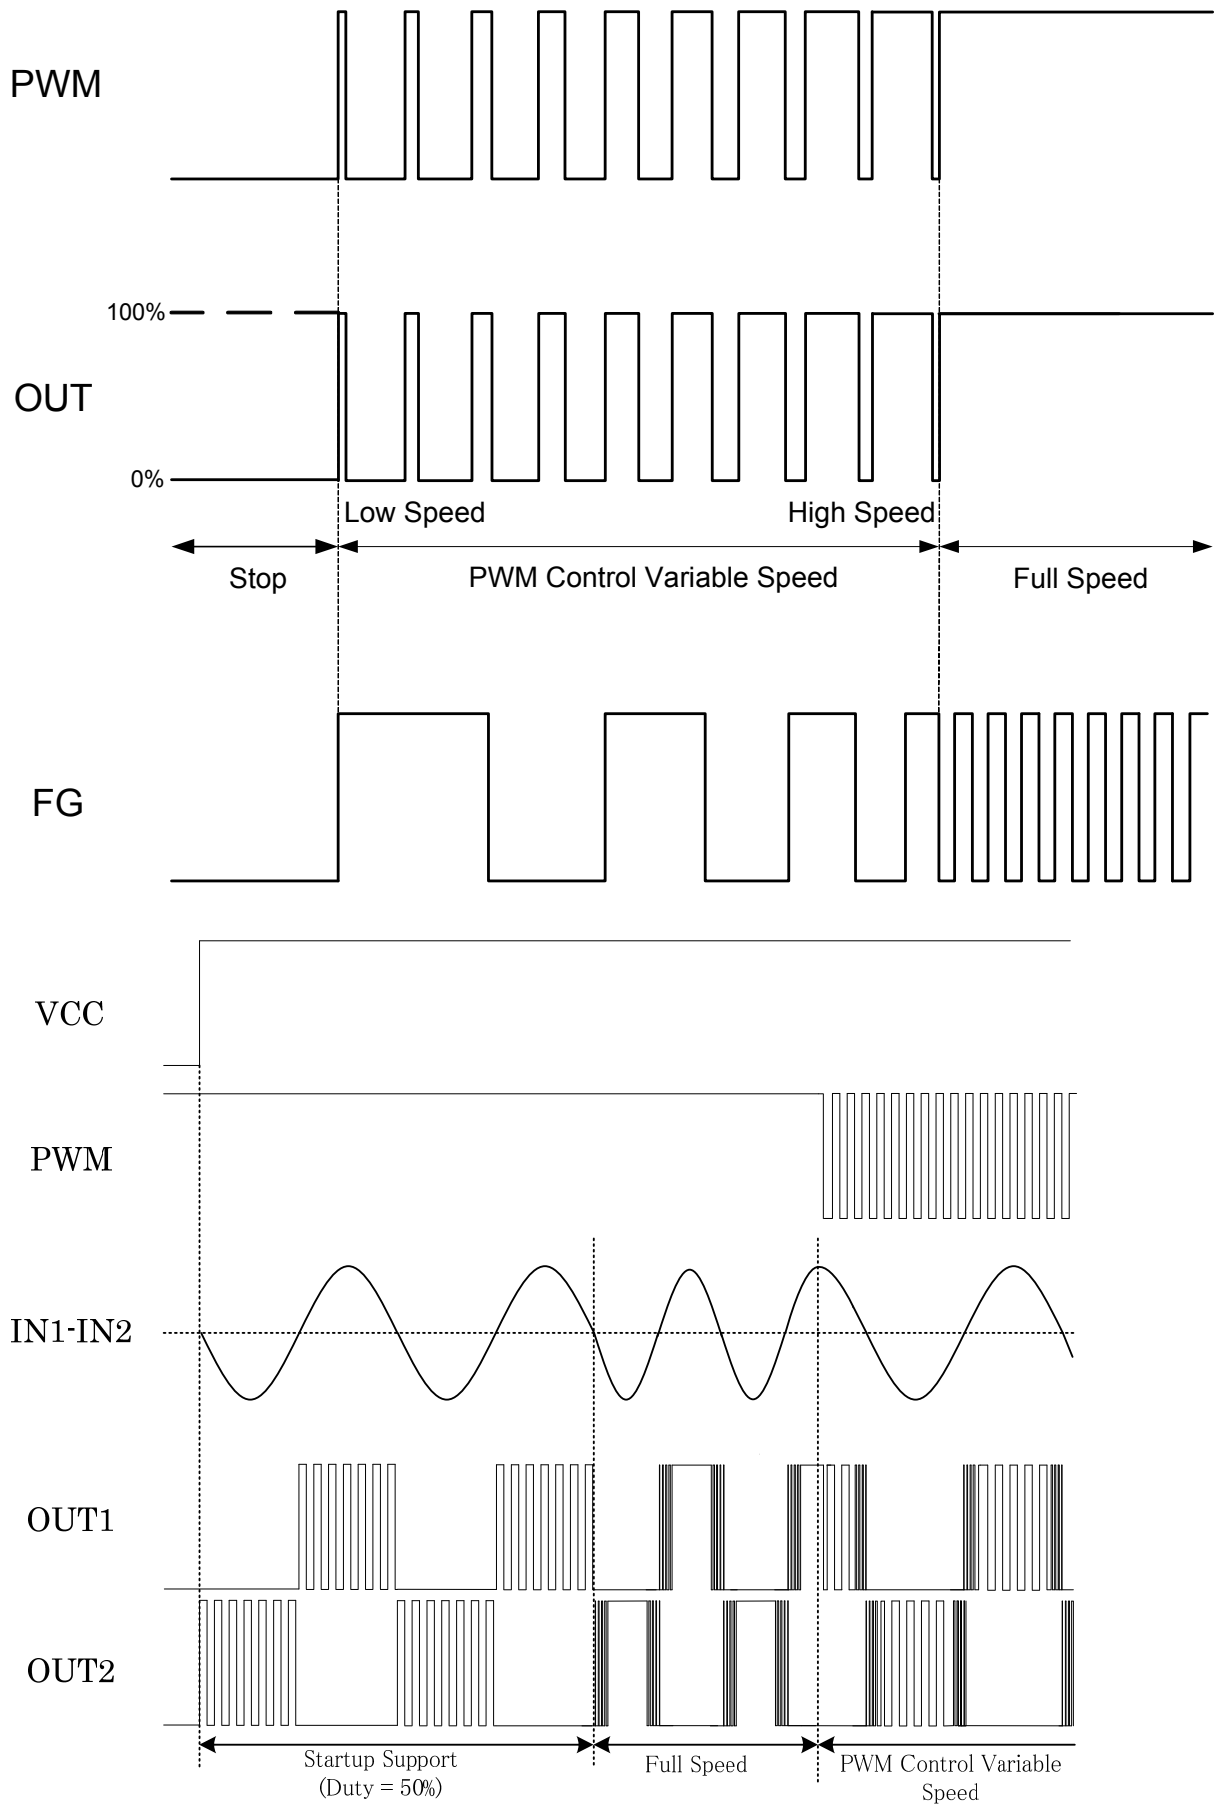 PWM
100%
OUT
0%
Low Speed
High Speed
Stop
PWM Control Variable Speed
Full Speed
FG
VCC
PWM
IN1-IN2
OUT1
OUT2
Startup Support
(Duty = 50%)
Full Speed
PWM Control Variable
Speed